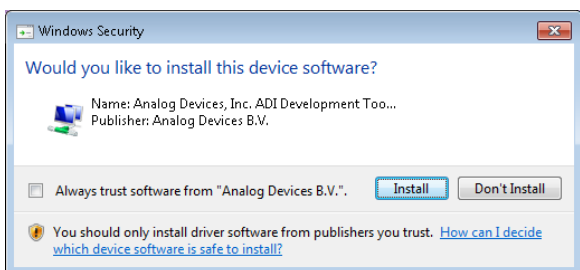 Windows Security
Would you like to install this device software?
Name: Analog Devices, Inc. ADI Development Too...
Publisher: Analog Devices B.V.
Always trust software from "Analog Devices B.V.". Install Don't Install
You should only install driver software from publishers you trust. How can I decide
which device software is safe to install?